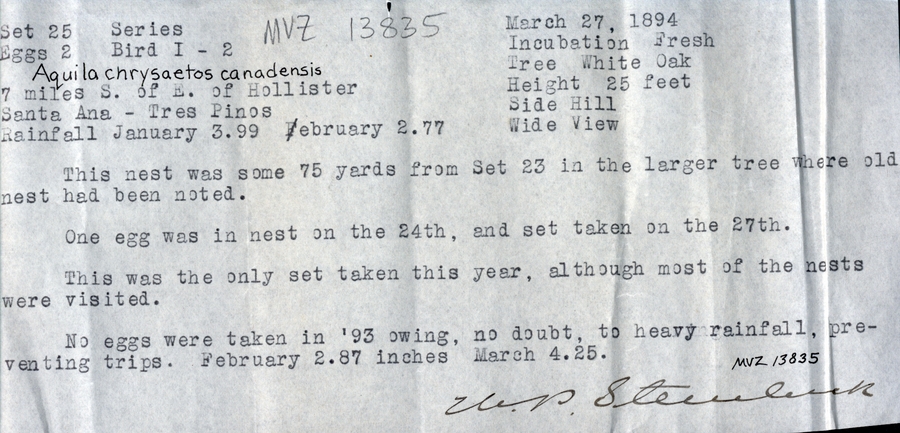 Set 25 Series MVZ 13835
Eggs 2 Bird I - 2
Aquila chrysaetos canadensis
7 miles S. of E. of Hollister
Santa Ana - Tres Pinos
Rainfall January 3.99 February 2.77
March 27, 1894
Incubation Fresh
Tree White Oak
Height 25 feet
Side Hill
Wide View
This nest was some 75 yards from Set 23 in the larger tree where old
nest had been noted.
One egg was in nest on the 24th, and set taken on the 27th.
This was the only set taken this year, although most of the nests
were visited.
No eggs were taken in '93 owing, no doubt, to heavy rainfall, pre-
venting trips. February 2.87 inches March 4.25.
MVZ 13835